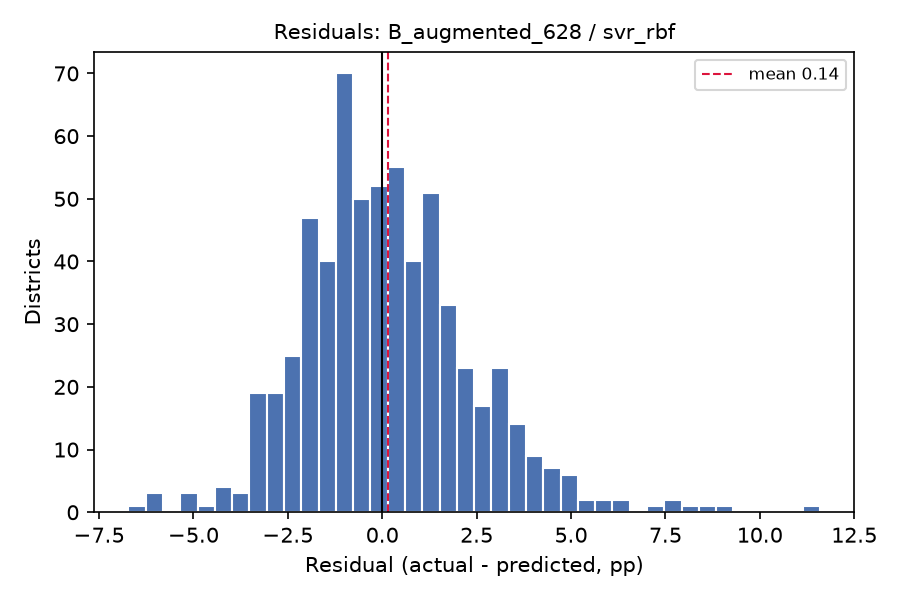 Residuals: B_augmented_628 / svr_rbf
mean 0.14
70
60
50
40
30
20
10
0
Districts
−7.5 −5.0 −2.5 0.0 2.5 5.0 7.5 10.0 12.5
Residual (actual - predicted, pp)